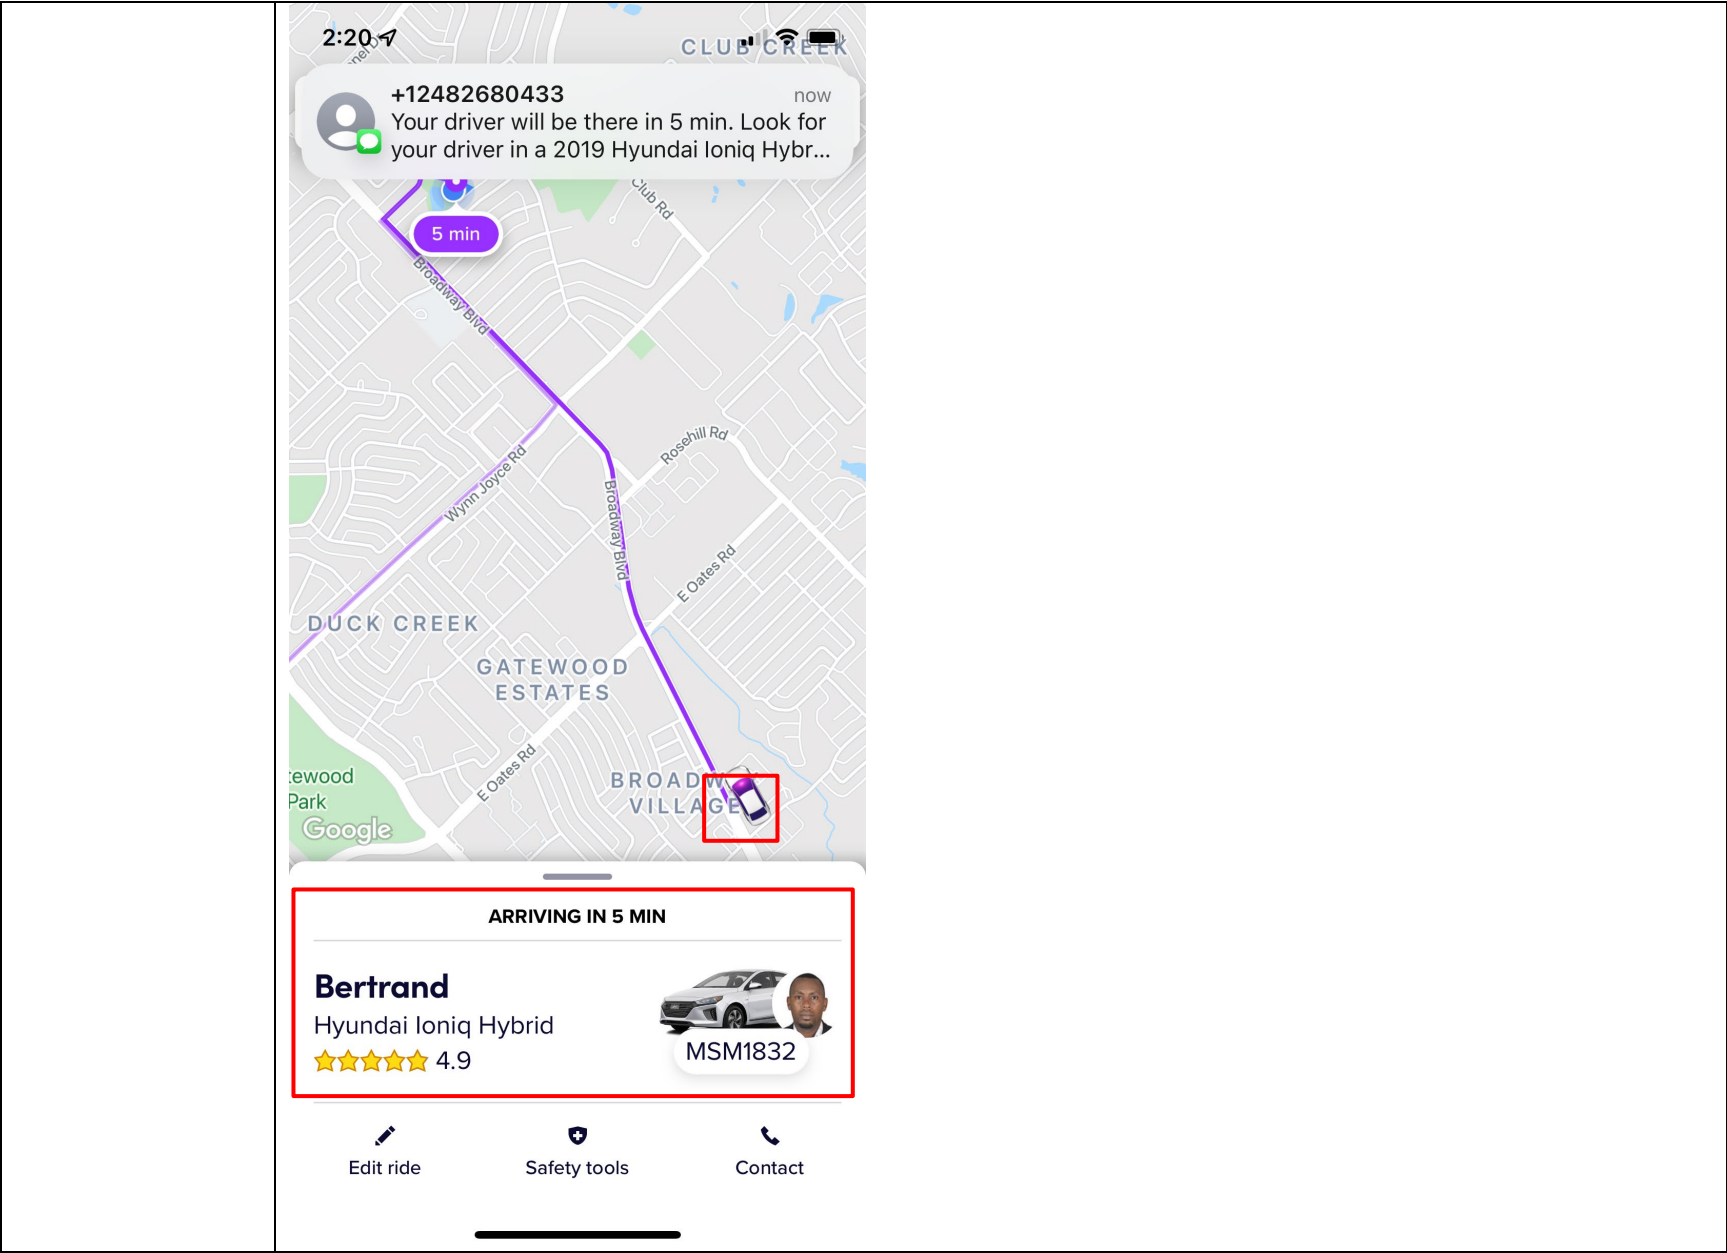 2:20
CLUB CREEK
+12482680433 now
Your driver will be there in 5 min. Look for
your driver in a 2019 Hyundai Ioniq Hybr...
Club Rd
5 min
Broadway Blvd
Rosehill Rd
Wynn Joyce Rd
Broadway Blvd
E Oates Rd
DUCK CREEK
GATEWOOD
ESTATES
E Oates Rd
BROADW
VILLAGE
tewood
Park
Google
ARRIVING IN 5 MIN
Bertrand
Hyundai Ioniq Hybrid
4.9
MSM1832
Edit ride
Safety tools
Contact